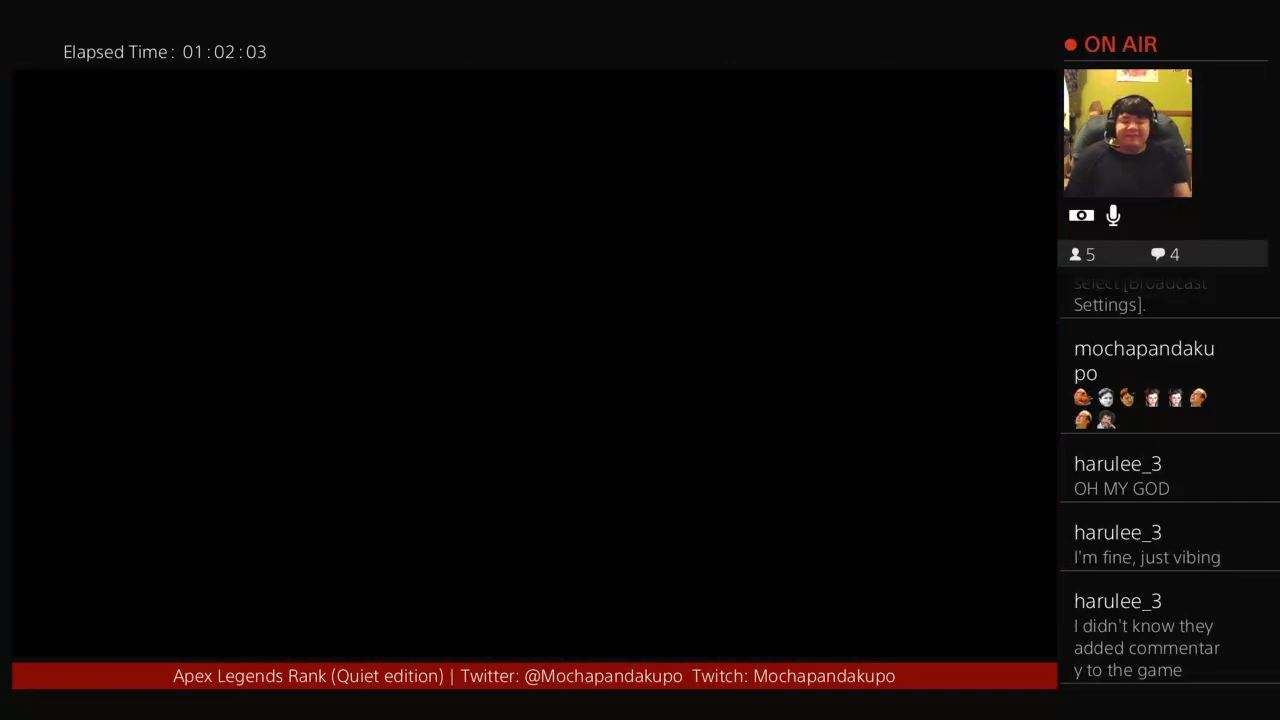 Elapsed Time: 01:02:03
ON AIR
5
4
select [Broadcast
Settings].
mochapandaku
po
harulee_3
OH MY GOD
harulee_3
I'm fine, just vibing
harulee_3
I didn't know they
added commentar
y to the game
Apex Legends Rank (Quiet edition) | Twitter: @Mochapandakupo Twitch: Mochapandakupo